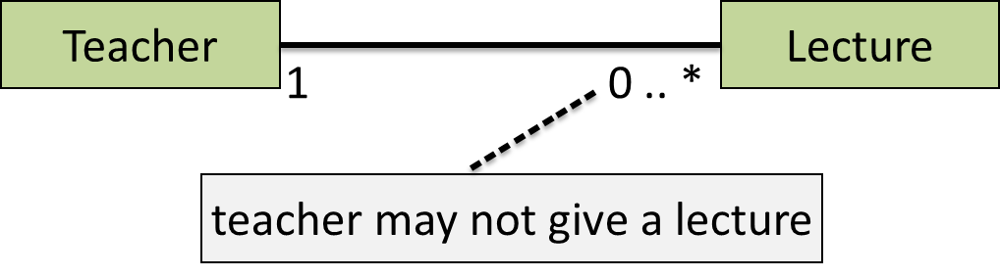 Teacher
Lecture
1
0 .. *
teacher may not give a lecture